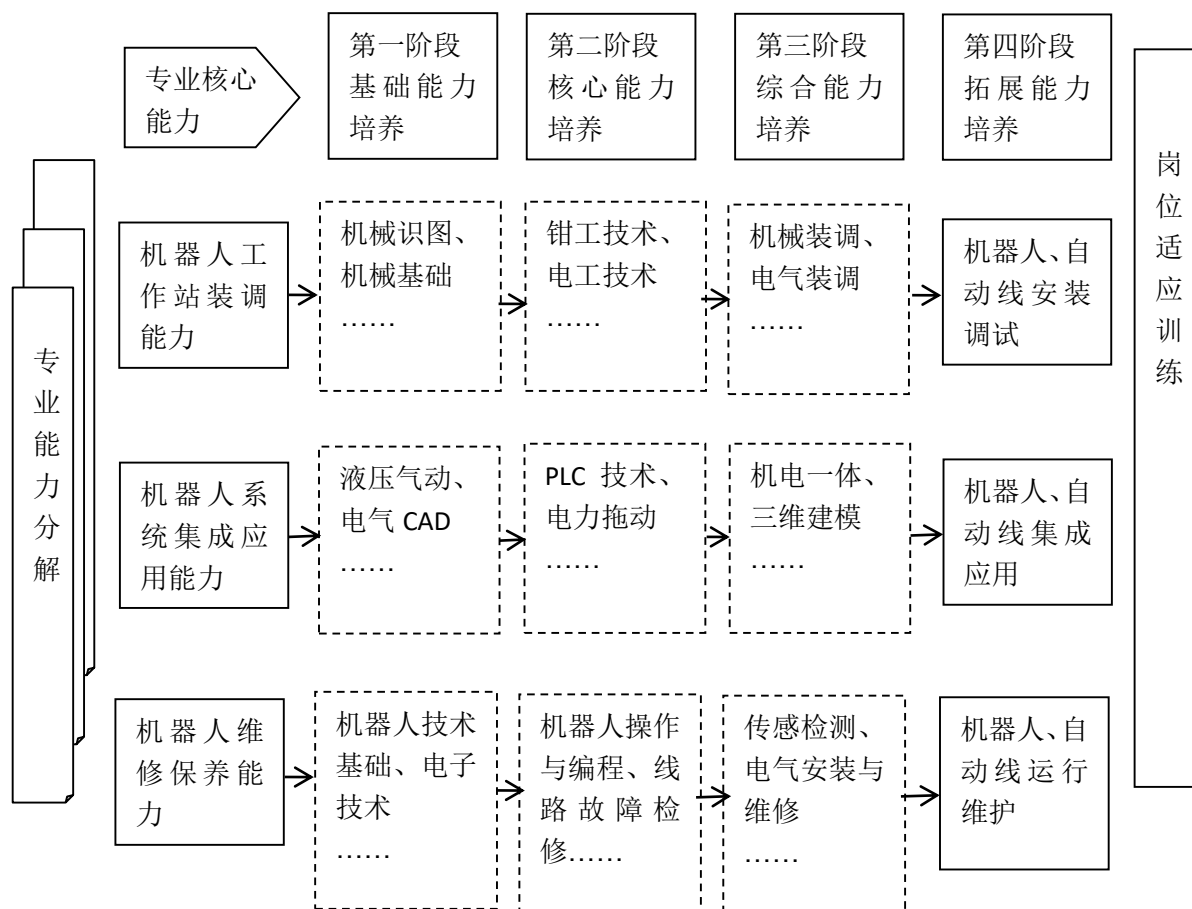 专业核心
能力
第一阶段
基础能力
培养
第二阶段
核心能力
培养
第三阶段
综合能力
培养
第四阶段
拓展能力
培养
岗位适应训练
专业能力分解
机器人工
作站装调
能力
机械识图、
机械基础
……
钳工技术、
电工技术
……
机械装调、
电气装调
……
机器人、自
动线安装
调试
机器人系
统集成应
用能力
液压气动、
电气 CAD
……
PLC 技术、
电力拖动
……
机电一体、
三维建模
……
机器人、自
动线集成
应用
机器人维
修保养能
力
机器人技术
基础、电子
技术
……
机器人操作
与编程、线
路故障检
修……
传感检测、
电气安装与
维修
……
机器人、自
动线运行
维护